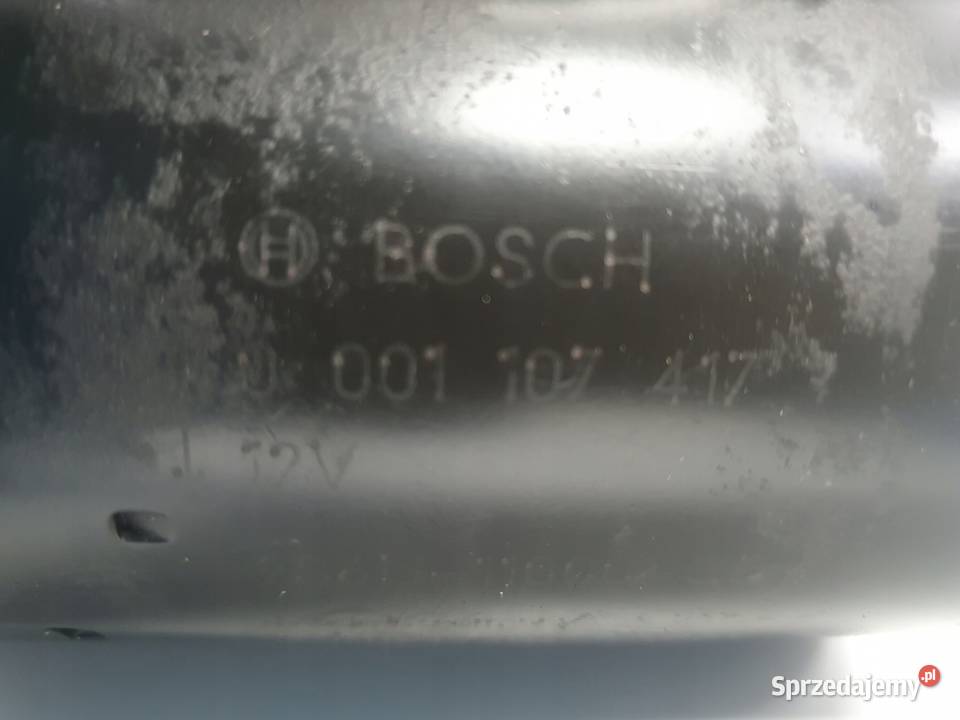 BOSCH
0 001 107 417
12V
Sprzedajemy.pl